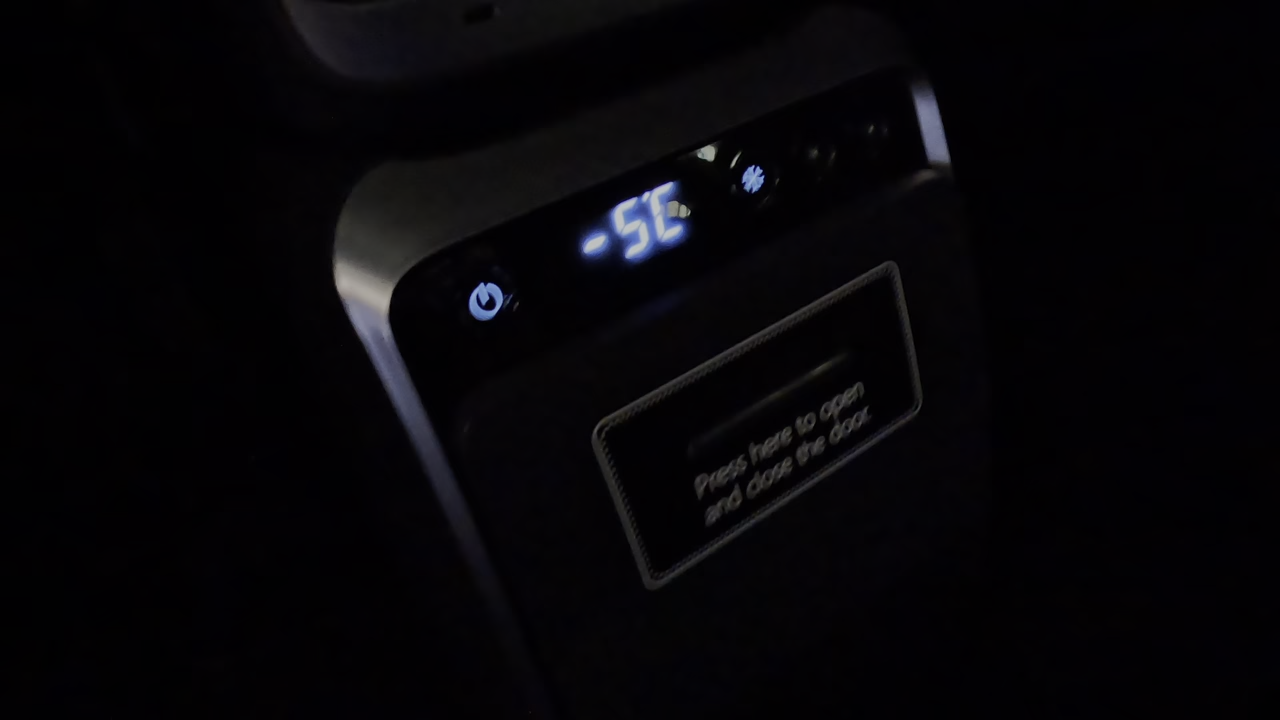 -5°C
Press here to open
and close the door.